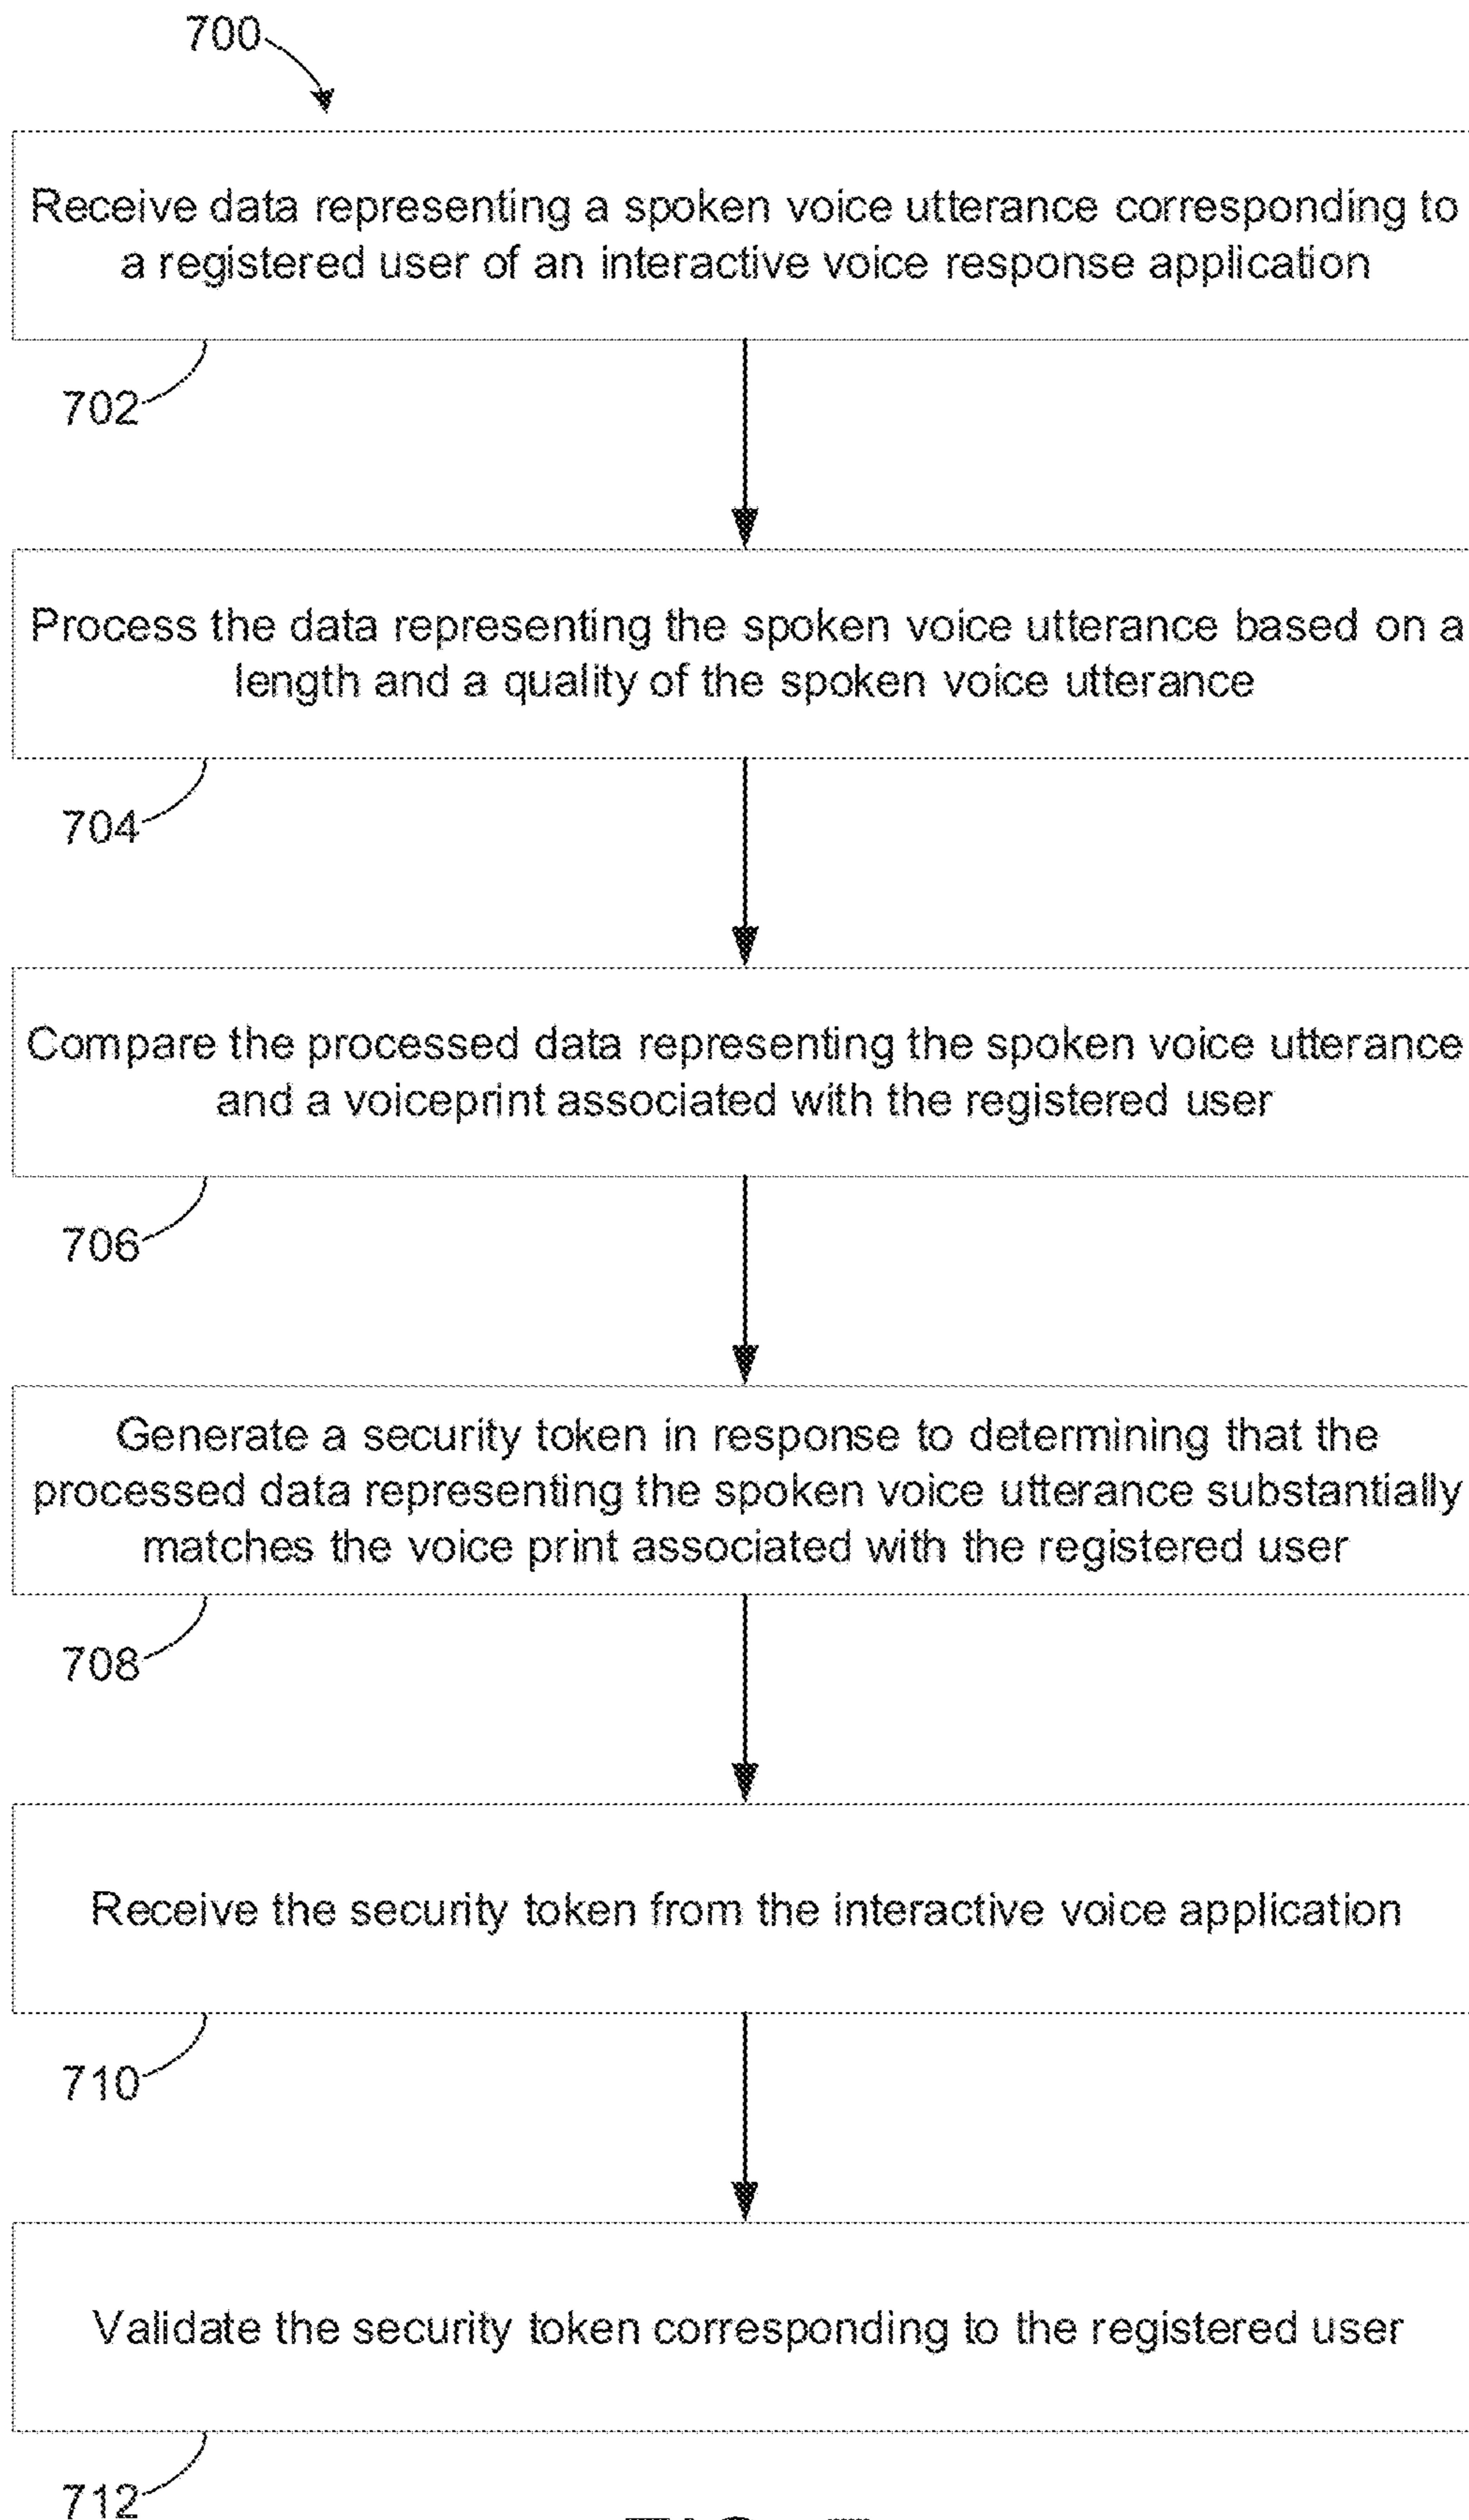 700
Receive data representing a spoken voice utterance corresponding to
a registered user of an interactive voice response application
702
Process the data representing the spoken voice utterance based on a
length and a quality of the spoken voice utterance
704
Compare the processed data representing the spoken voice utterance
and a voiceprint associated with the registered user
706
Generate a security token in response to determining that the
processed data representing the spoken voice utterance substantially
matches the voice print associated with the registered user
708
Receive the security token from the interactive voice application
710
Validate the security token corresponding to the registered user
712